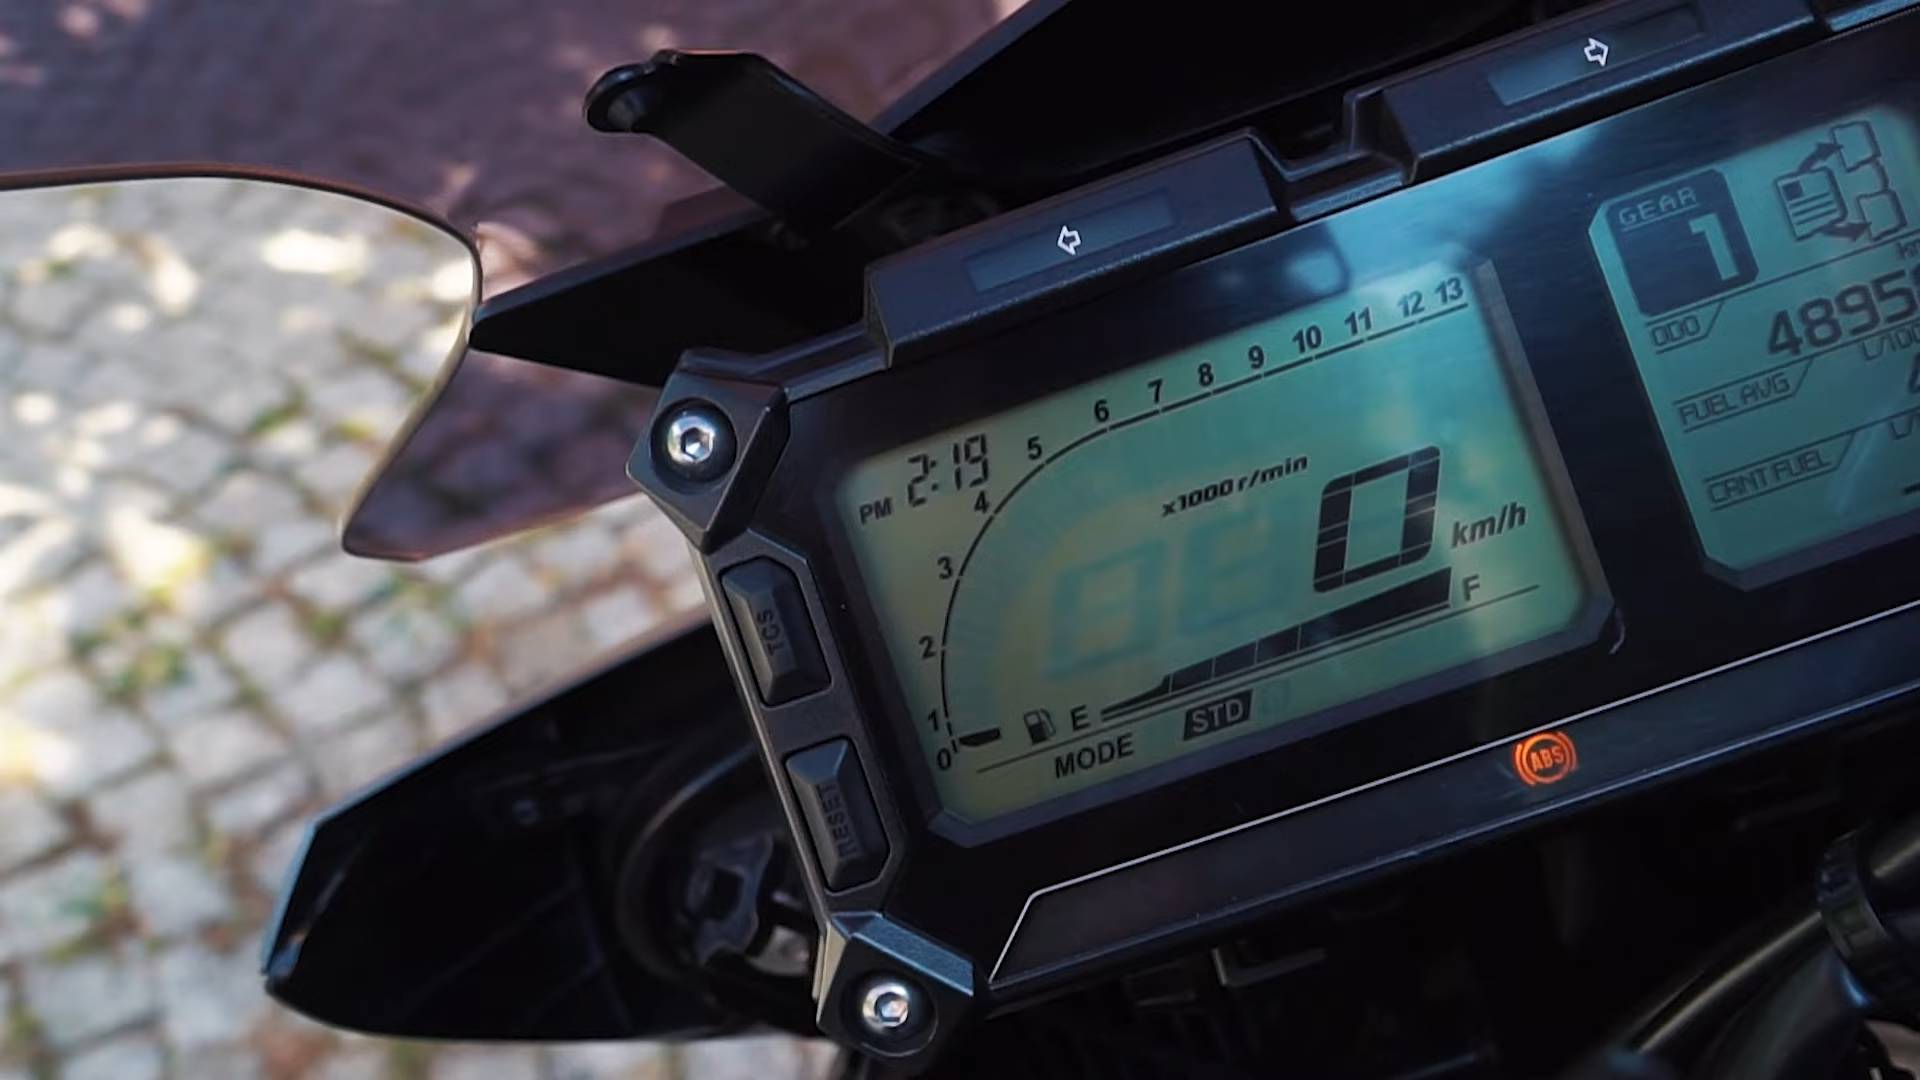 GEAR
1
ODO
FUEL AVG
CRNT FUEL
PM 2:19
0 1 2 3 4 5 6 7 8 9 10 11 12 13
x1000 r/min
0 km/h
E F
MODE STD
TCS
RESET
ABS